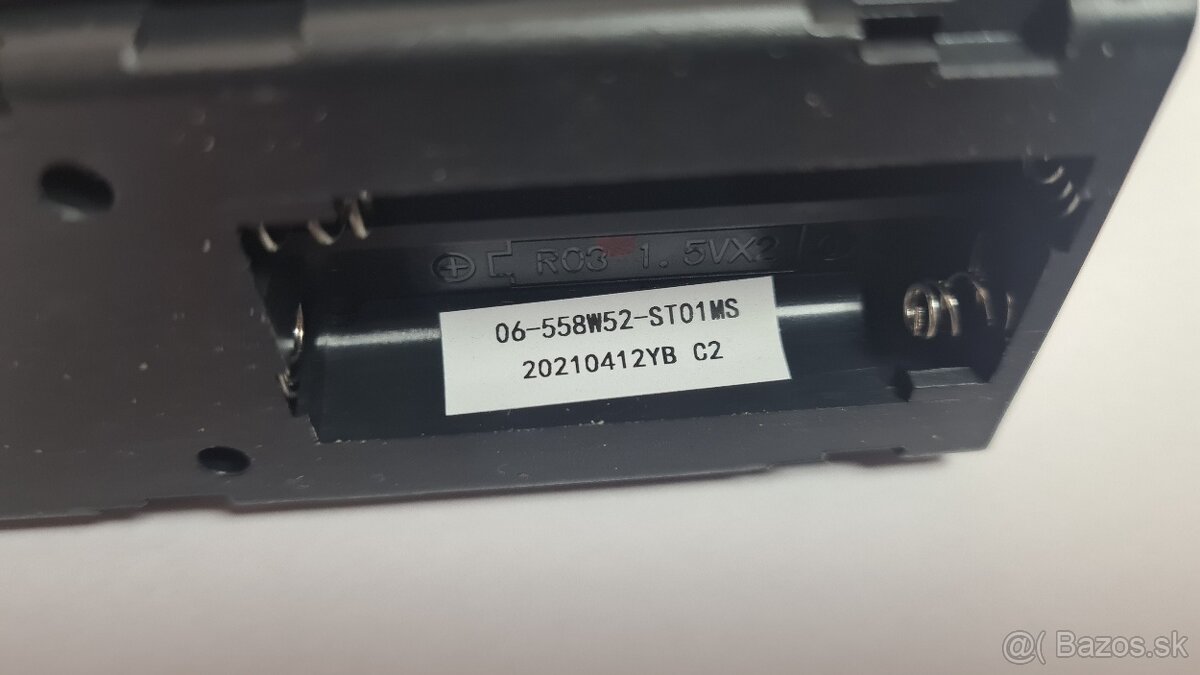 R03 1.5VX2
06-558W52-ST01MS
20210412YB C2
@( Bazos.sk